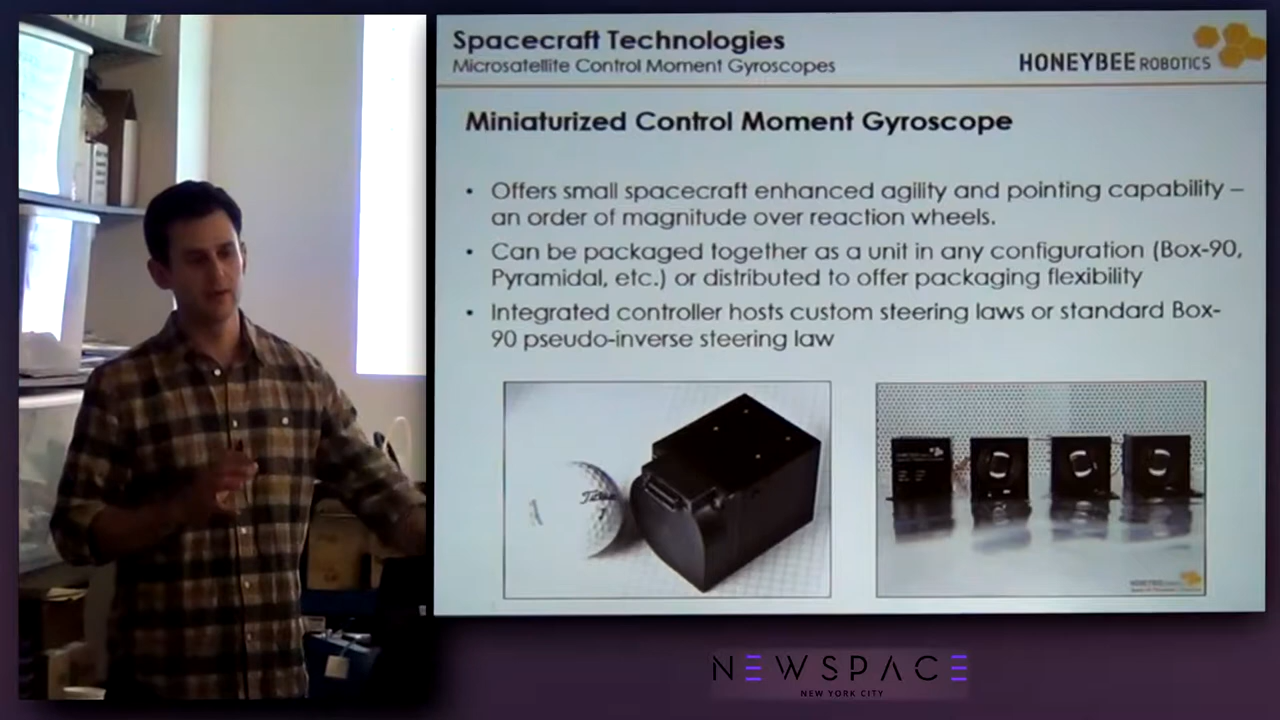 Spacecraft Technologies
Microsatellite Control Moment Gyroscopes
HONEYBEE ROBOTICS
Miniaturized Control Moment Gyroscope
• Offers small spacecraft enhanced agility and pointing capability –
an order of magnitude over reaction wheels.
• Can be packaged together as a unit in any configuration (Box-90,
Pyramidal, etc.) or distributed to offer packaging flexibility
• Integrated controller hosts custom steering laws or standard Box-
90 pseudo-inverse steering law
NEWSPACE
NEW YORK CITY